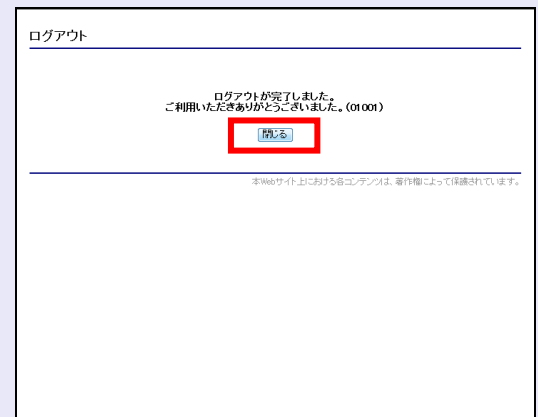 ログアウト
ログアウトが完了しました。
ご利用いただきありがとうございました。(01001)
閉じる
本Webサイト上における各コンテンツは、著作権によって保護されています。